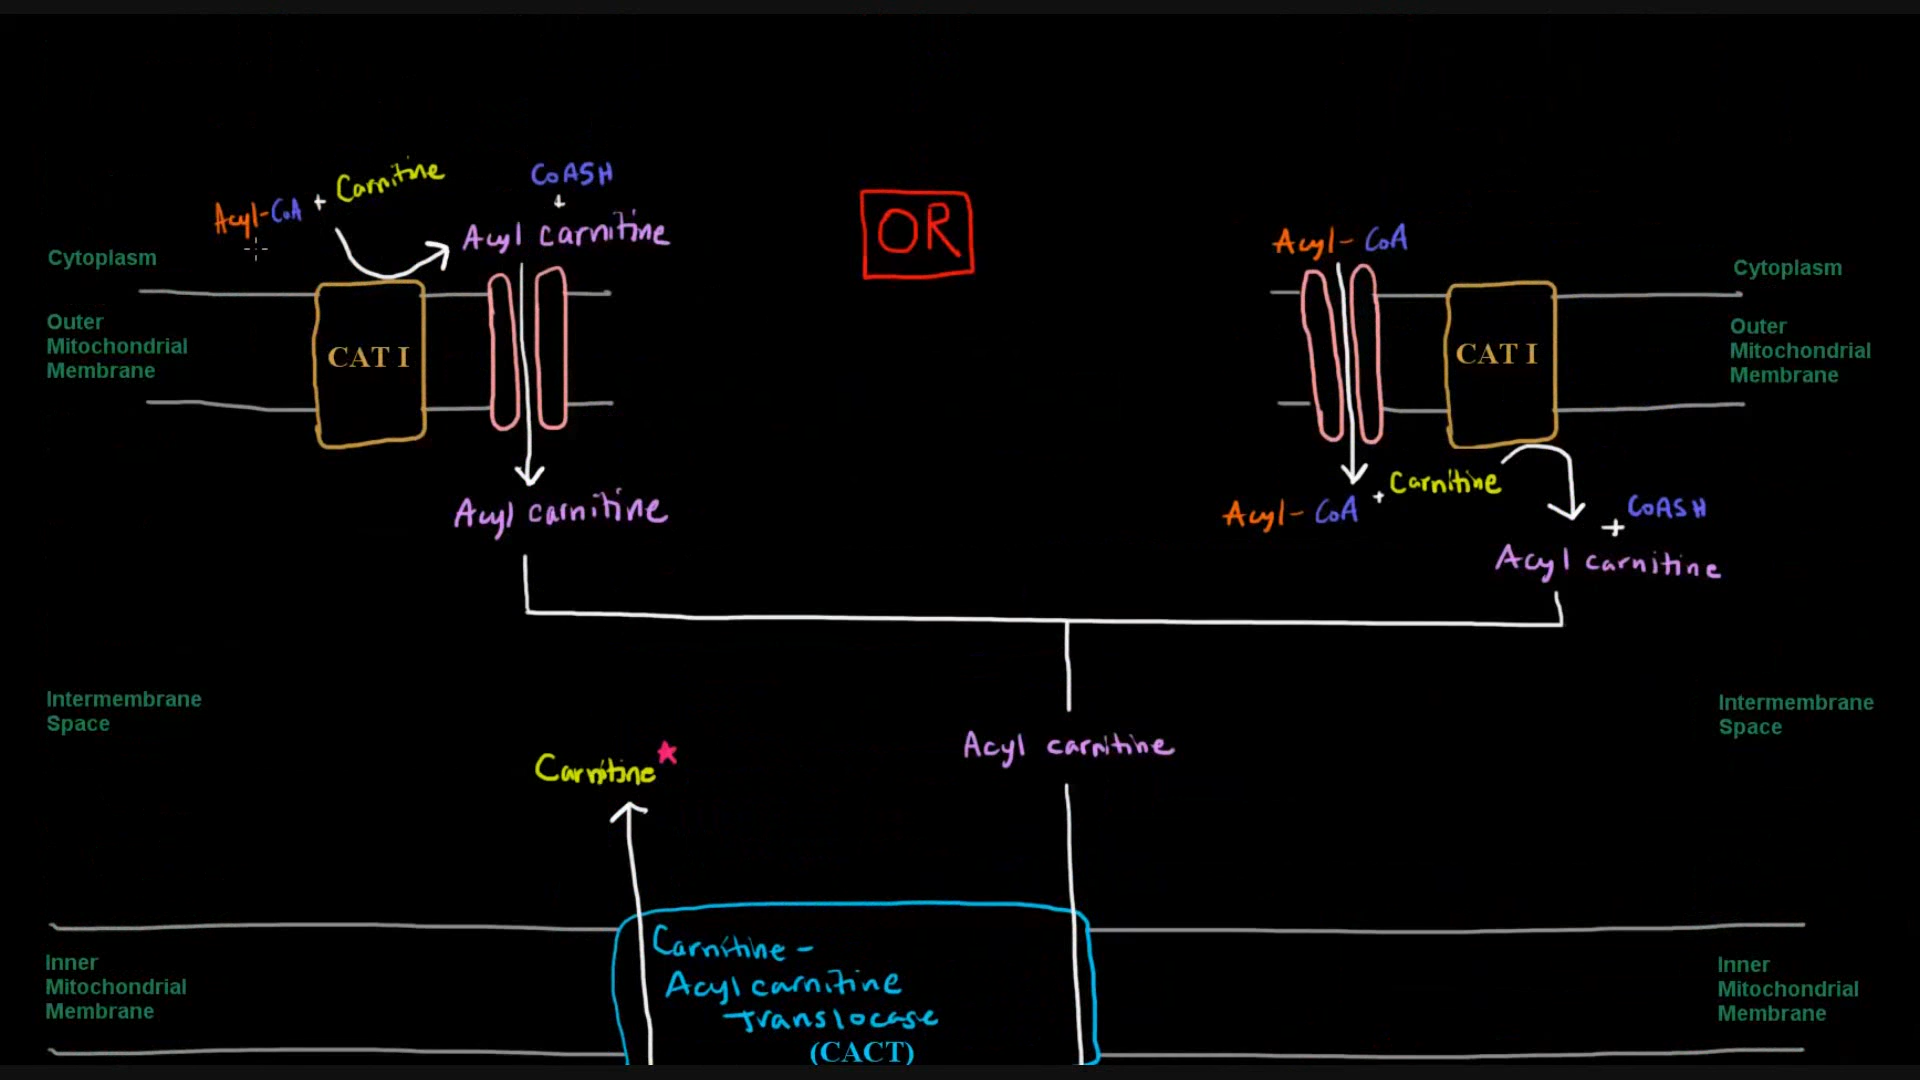 Acyl-CoA + Carnitine
CoASH
+
Acyl carnitine
OR
Acyl- CoA
Cytoplasm
Cytoplasm
Outer
Mitochondrial
Membrane
CAT I
CAT I
Outer
Mitochondrial
Membrane
Acyl carnitine
Acyl- CoA + Carnitine
+ CoASH
Acyl carnitine
Intermembrane
Space
Intermembrane
Space
Carnitine
Acyl carnitine
Inner
Mitochondrial
Membrane
Carnitine-
Acylcarnitine
Translocase
(CACT)
Inner
Mitochondrial
Membrane